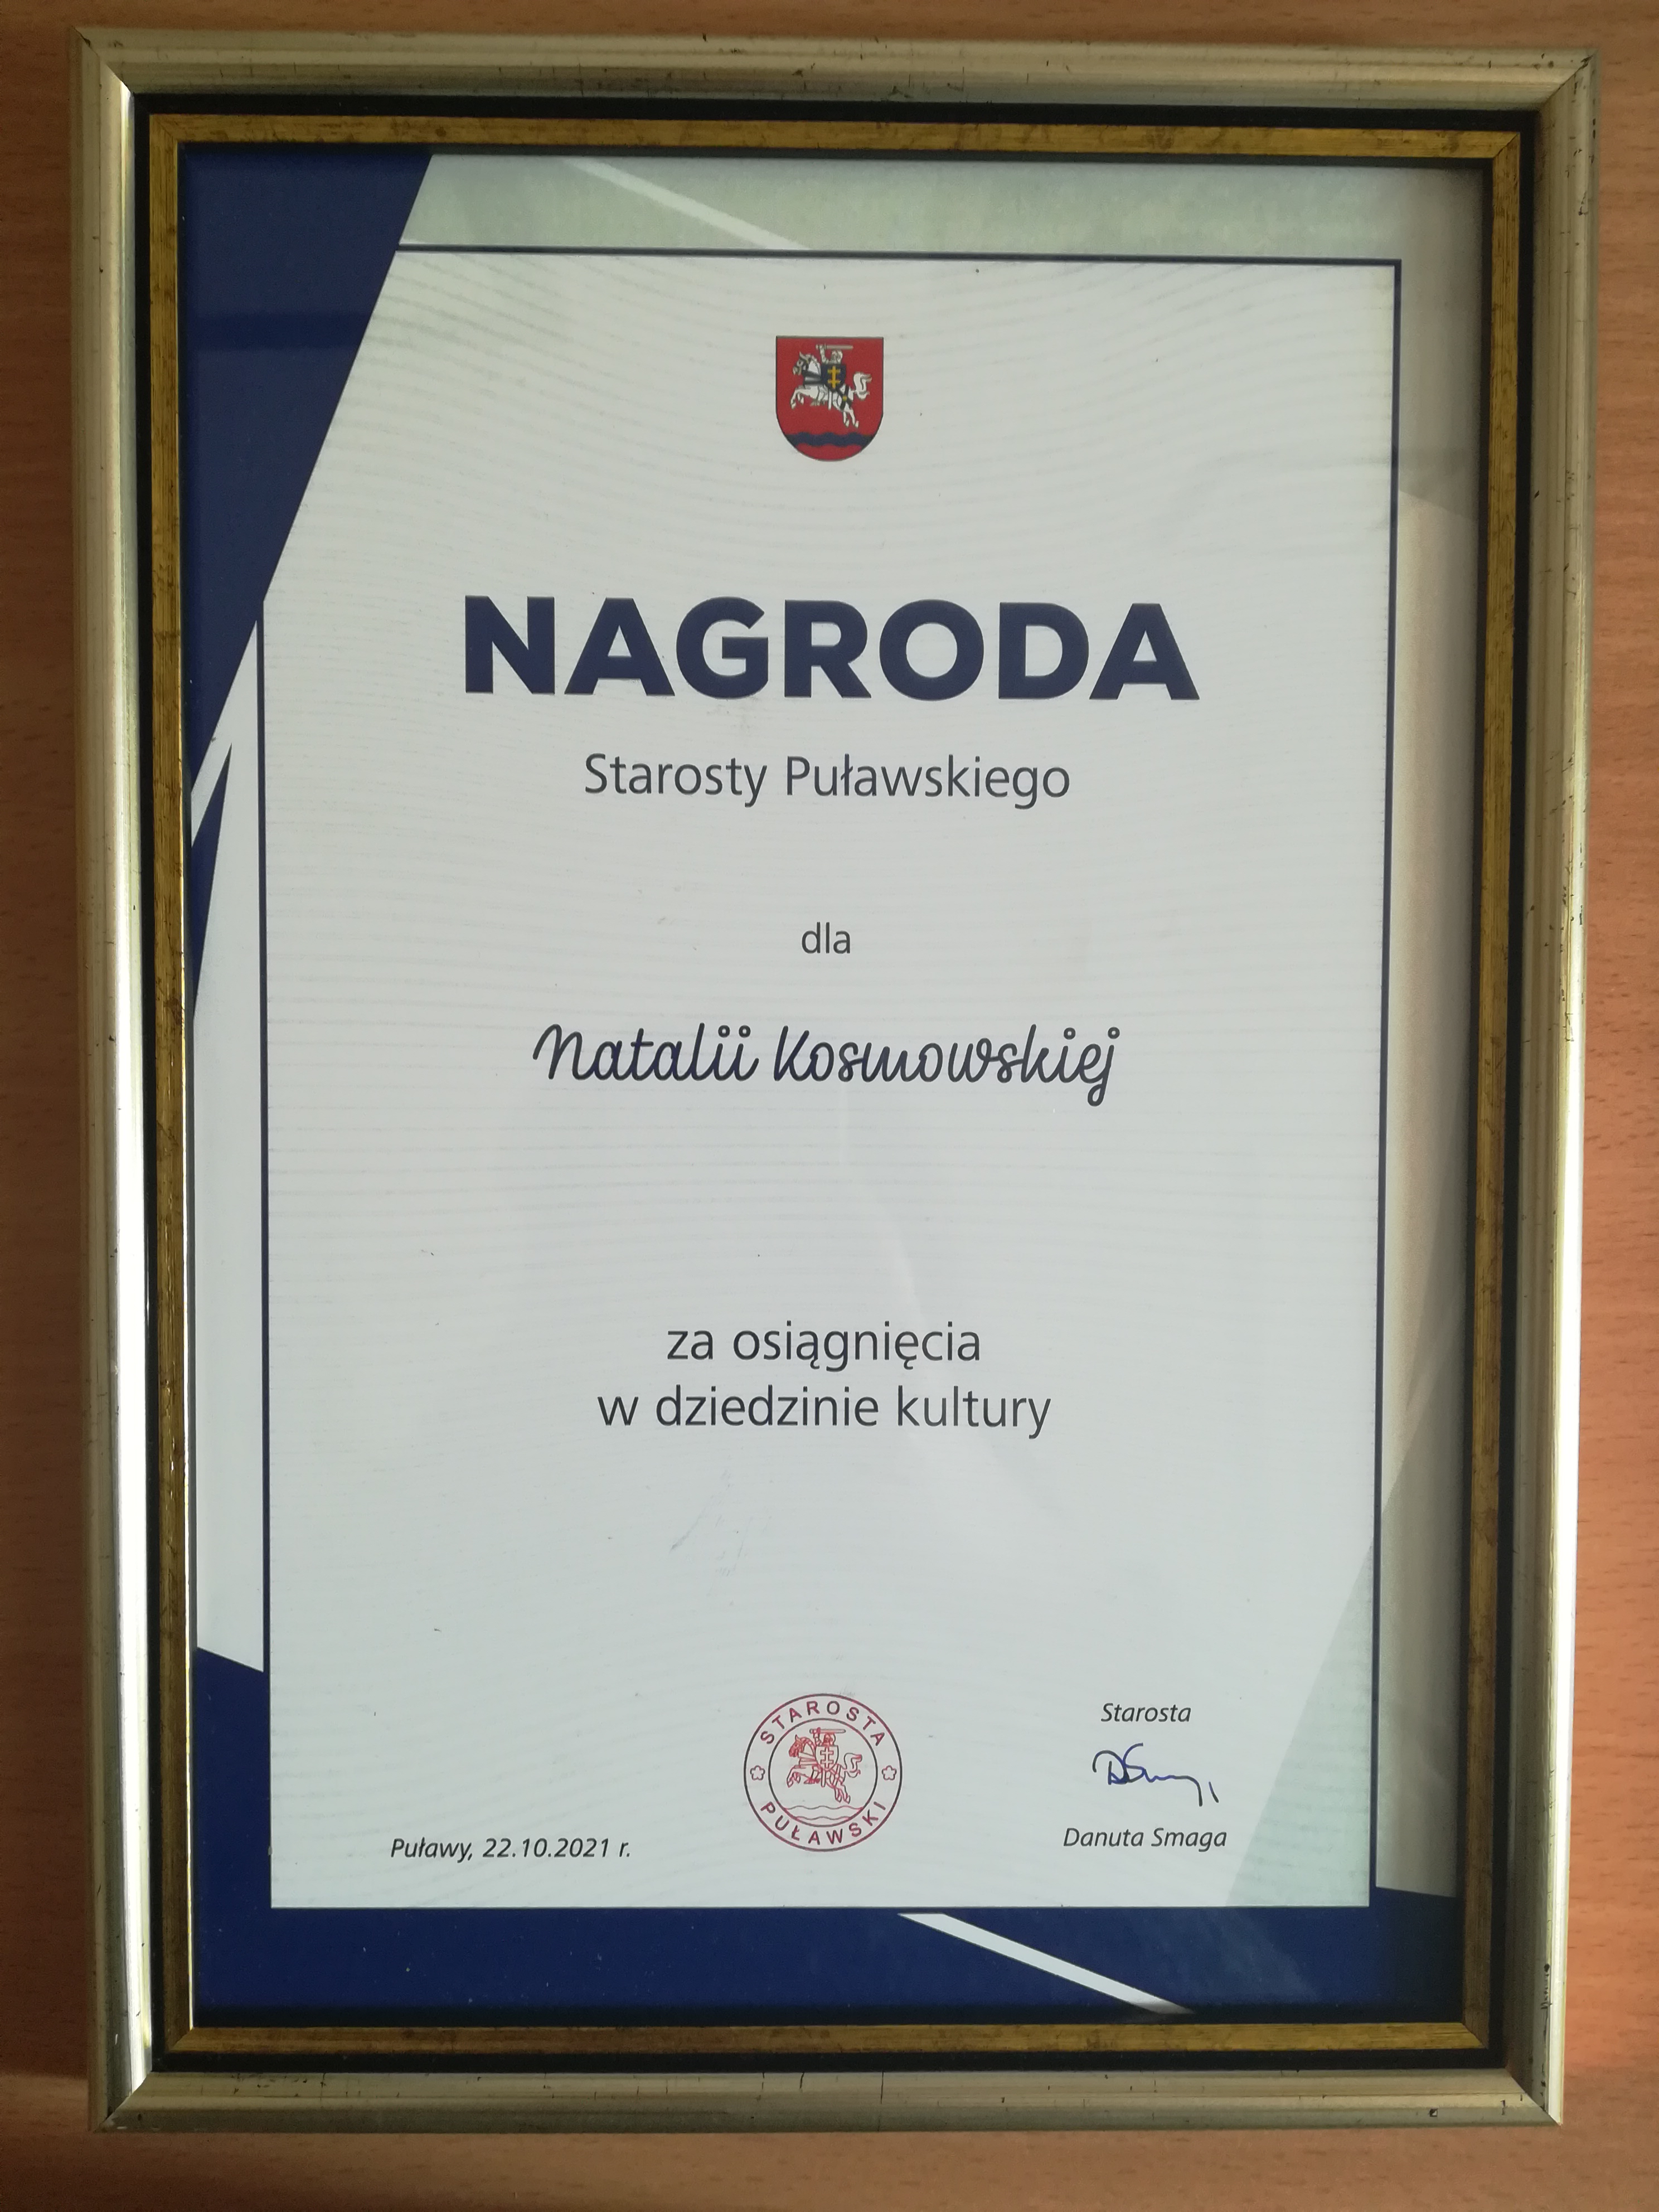 NAGRODA
Starosty Puławskiego
dla
Natalii Kosmowskiej
za osiągnięcia
w dziedzinie kultury
Puławy, 22.10.2021 r.
STAROSTA
PUŁAWSKI
Starosta
Danuta Smaga